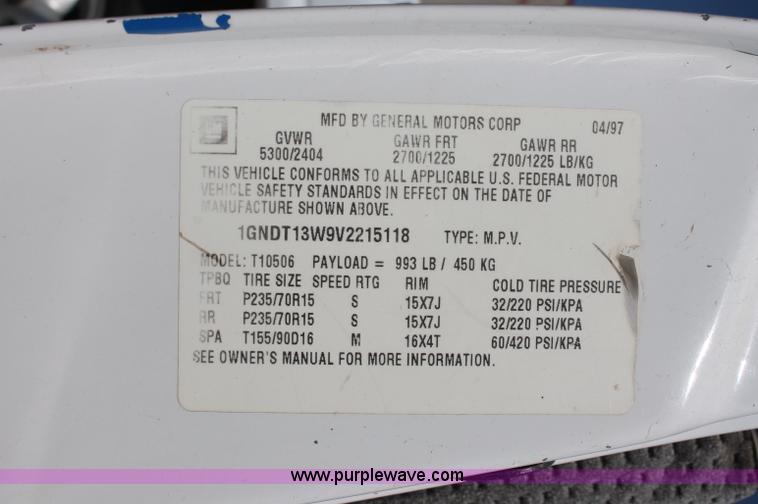 MFD BY GENERAL MOTORS CORP 04/97
GVWR GAWR FRT GAWR RR
5300/2404 2700/1225 2700/1225 LB/KG
THIS VEHICLE CONFORMS TO ALL APPLICABLE U.S. FEDERAL MOTOR
VEHICLE SAFETY STANDARDS IN EFFECT ON THE DATE OF
MANUFACTURE SHOWN ABOVE.
1GNDT13W9V2215118 TYPE: M.P.V.
MODEL: T10506 PAYLOAD = 993 LB / 450 KG
TPBQ TIRE SIZE SPEED RTG RIM COLD TIRE PRESSURE
FRT P235/70R15 S 15X7J 32/220 PSI/KPA
RR P235/70R15 S 15X7J 32/220 PSI/KPA
SPA T155/90D16 M 16X4T 60/420 PSI/KPA
SEE OWNER'S MANUAL FOR MORE INFORMATION.
www.purplewave.com